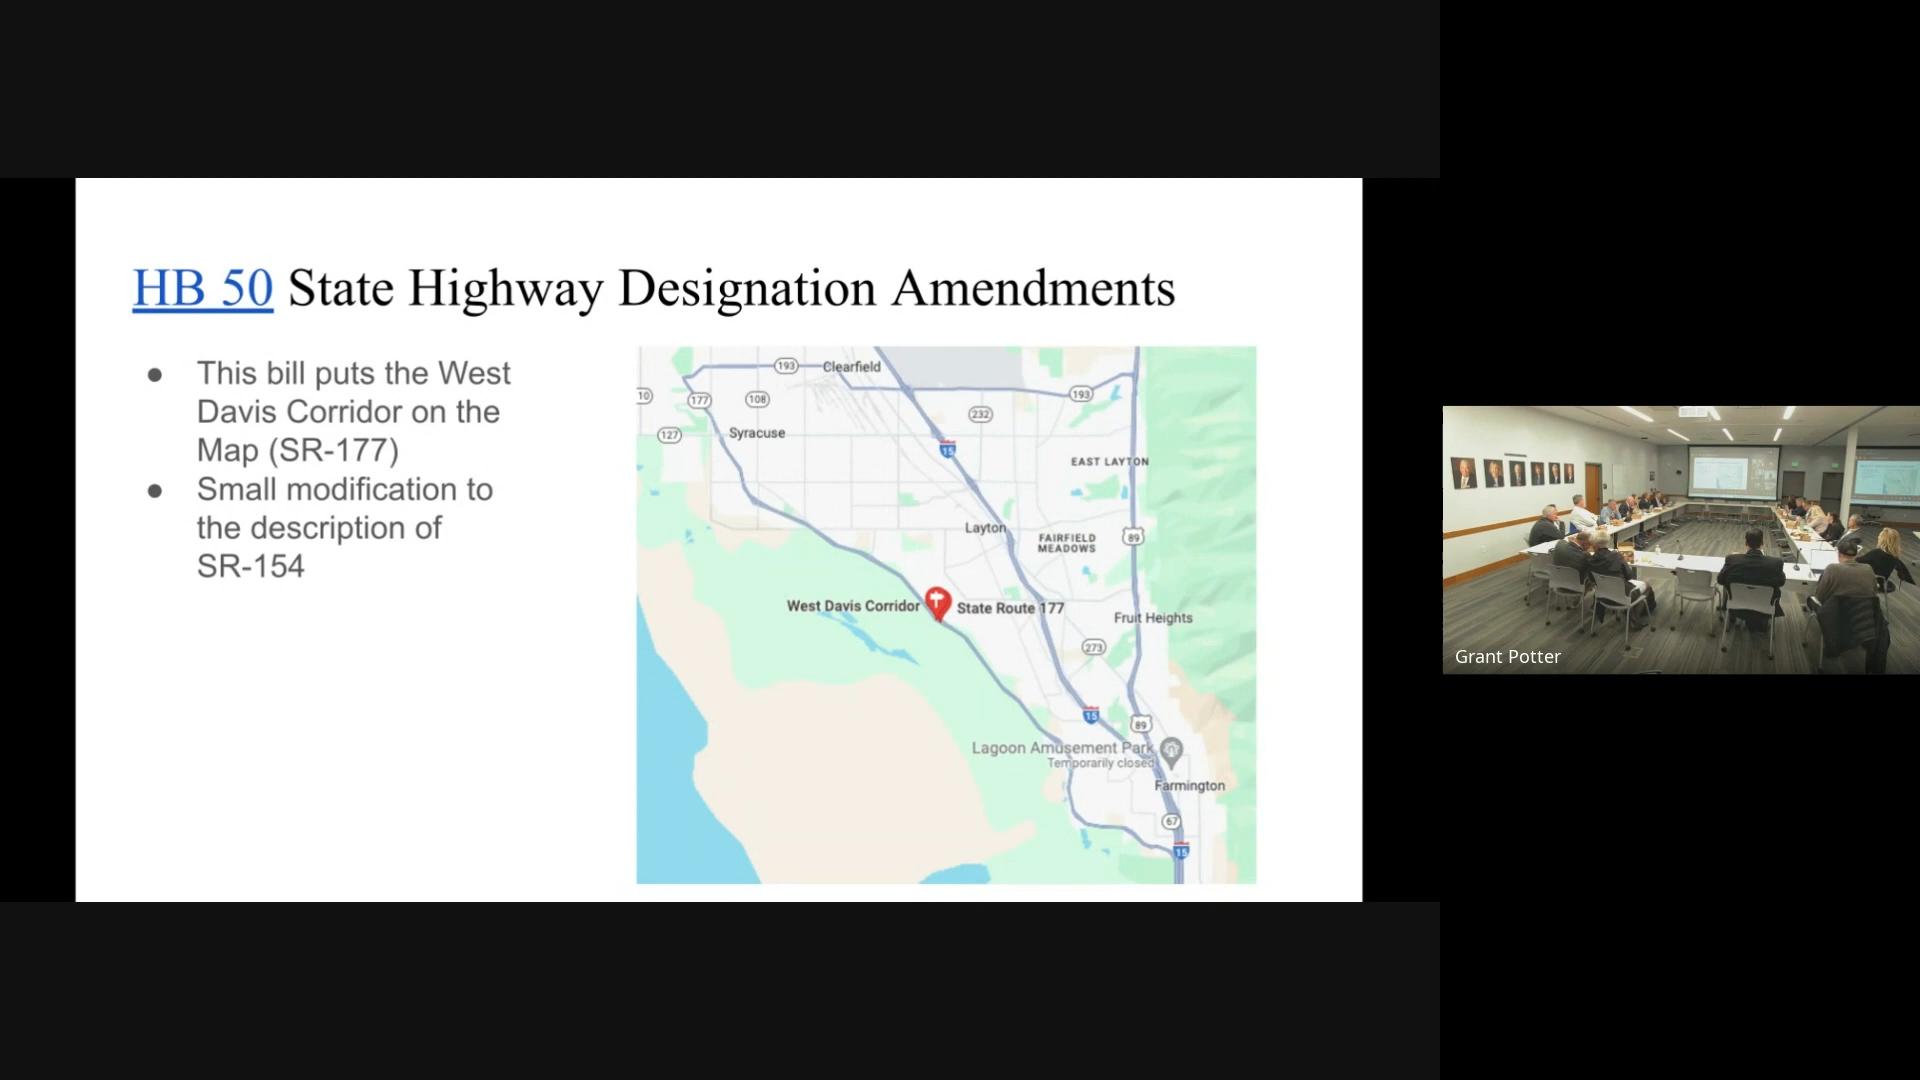 HB 50 State Highway Designation Amendments
● This bill puts the West
Davis Corridor on the
Map (SR-177)
● Small modification to
the description of
SR-154
193
Clearfield
10
177
108
193
232
127
Syracuse
15
EAST LAYTON
Layton
FAIRFIELD
MEADOWS
89
West Davis Corridor
State Route 177
Fruit Heights
273
15
89
Lagoon Amusement Park
Temporarily closed
Farmington
67
15
Grant Potter